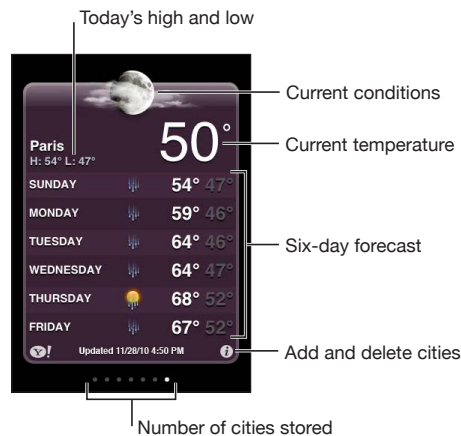 Today's high and low
Current conditions
50°
Current temperature
Paris
H: 54° L: 47°
SUNDAY 54° 47°
MONDAY 59° 46°
TUESDAY 64° 46°
Six-day forecast
WEDNESDAY 64° 47°
THURSDAY 68° 52°
FRIDAY 67° 52°
Y! Updated 11/28/10 4:50 PM i
Add and delete cities
Number of cities stored